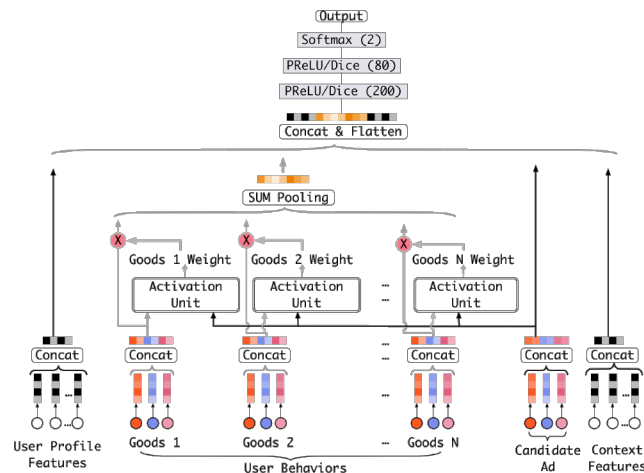 Output
Softmax (2)
PReLU/Dice (80)
PReLU/Dice (200)
Concat & Flatten
SUM Pooling
X
X
X
Goods 1 Weight
Goods 2 Weight
Goods N Weight
Activation
Unit
Activation
Unit
...
Activation
Unit
...
...
Concat
Concat
Concat
...
Concat
Concat
Concat
...
...
User Profile
Features
Goods 1
Goods 2
...
Goods N
User Behaviors
Candidate
Ad
Context
Features